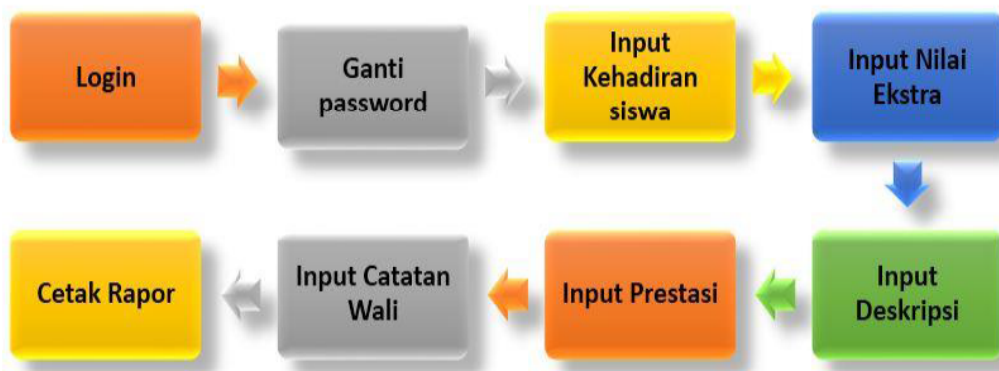 Login
Ganti
password
Input
Kehadiran
siswa
Input Nilai
Ekstra
Input
Deskripsi
Input Prestasi
Input Catatan
Wali
Cetak Rapor